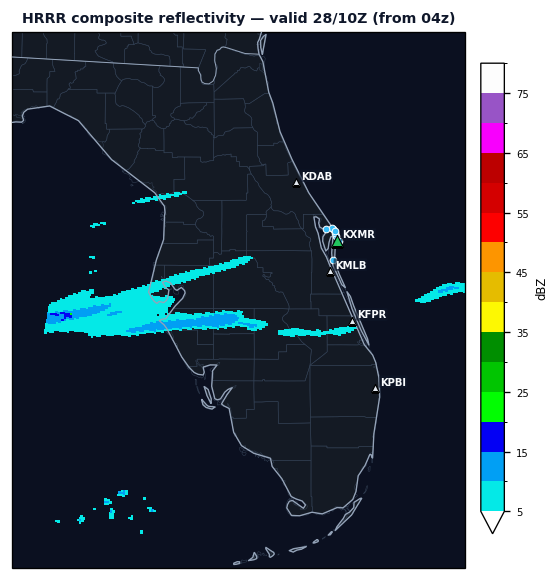 HRRR composite reflectivity — valid 28/10Z (from 04z)
KDAB
KXMR
KMLB
KFPR
KPBI
75
65
55
45
35
25
15
5
dBZ